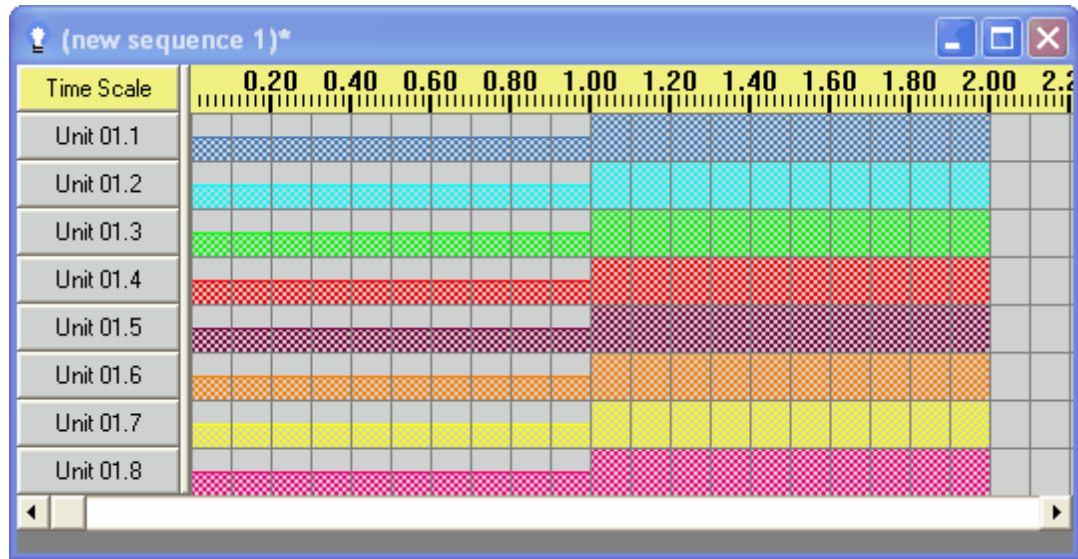 (new sequence 1)*
Time Scale 0.20 0.40 0.60 0.80 1.00 1.20 1.40 1.60 1.80 2.00
Unit 01.1
Unit 01.2
Unit 01.3
Unit 01.4
Unit 01.5
Unit 01.6
Unit 01.7
Unit 01.8